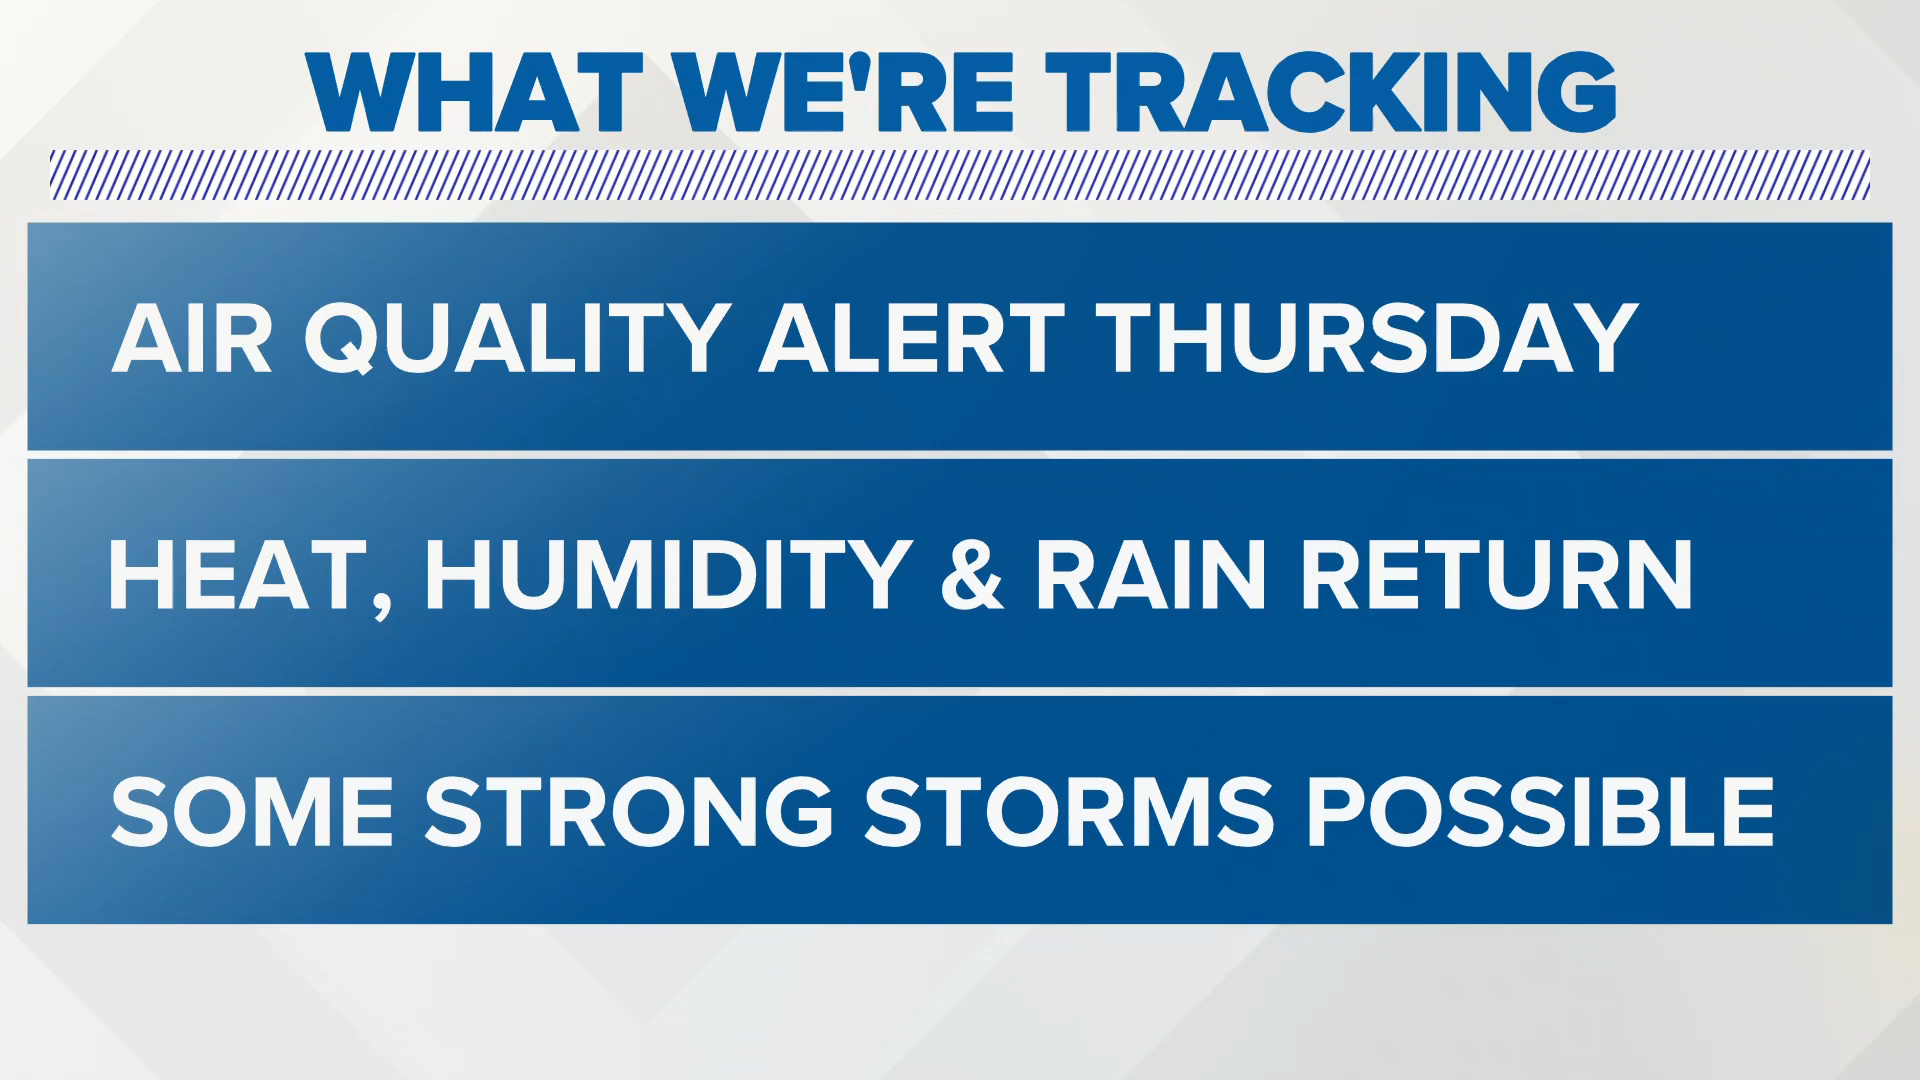 WHAT WE'RE TRACKING
AIR QUALITY ALERT THURSDAY
HEAT, HUMIDITY & RAIN RETURN
SOME STRONG STORMS POSSIBLE